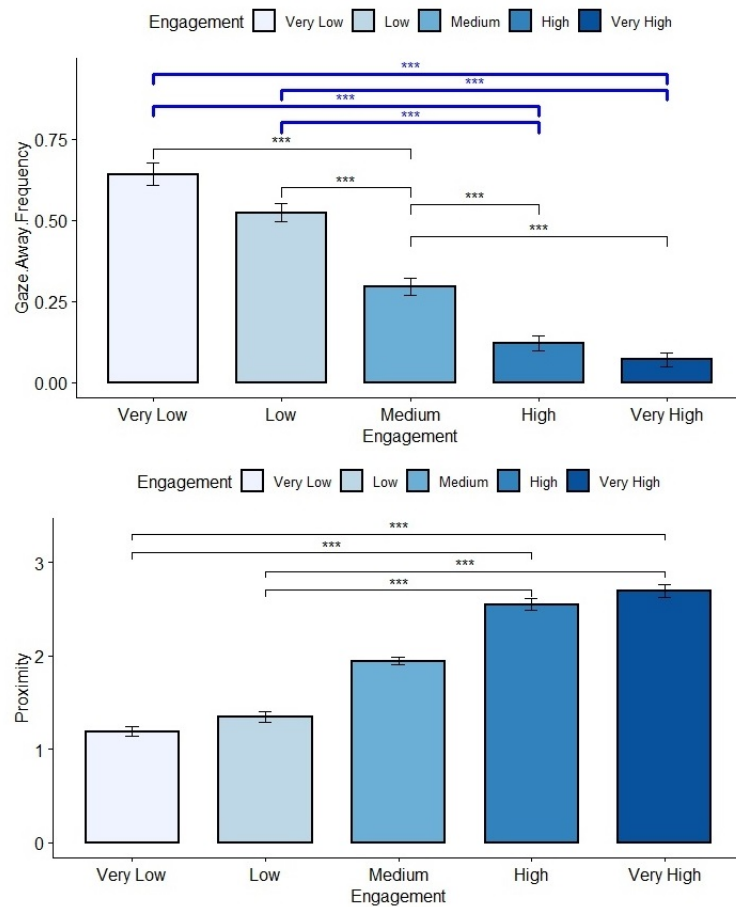 Engagement Very Low Low Medium High Very High
***
***
***
***
***
***
***
***
0.75
0.50
0.25
0.00
Gaze.Away.Frequency
Very Low Low Medium High Very High
Engagement
Engagement Very Low Low Medium High Very High
***
***
***
***
3
2
1
0
Proximity
Very Low Low Medium High Very High
Engagement